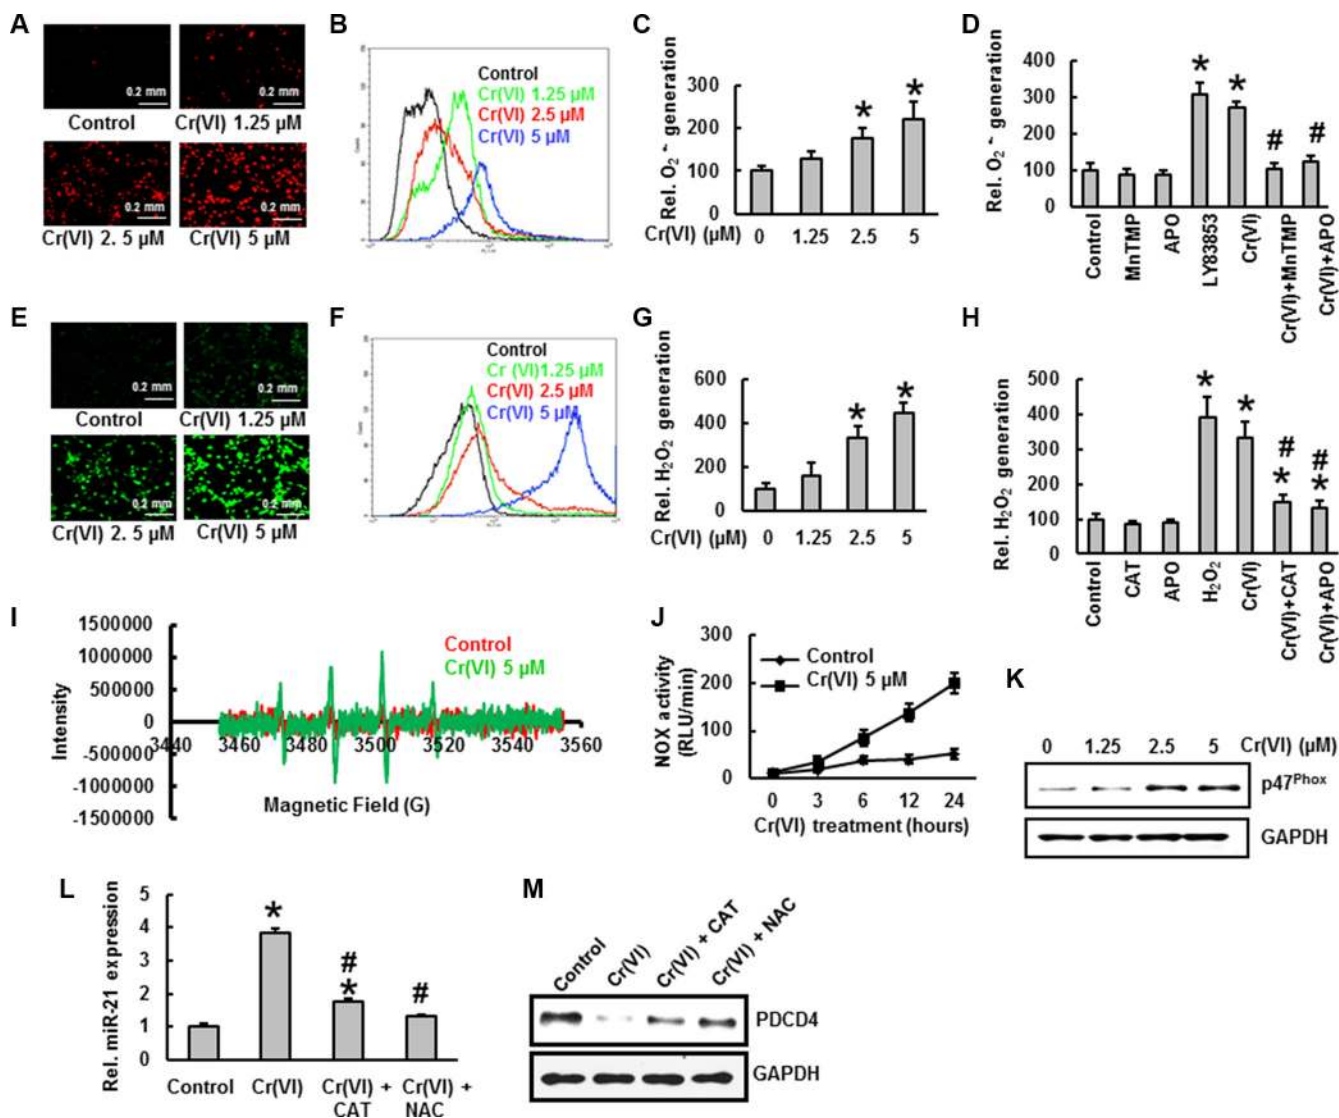 A
0.2 mm
0.2 mm
Control
Cr(VI) 1.25 µM
0.2 mm
0.2 mm
Cr(VI) 2. 5 µM
Cr(VI) 5 µM
B
Control
Cr(VI) 1.25 µM
Cr(VI) 2.5 µM
Cr(VI) 5 µM
C
Rel. O₂ generation
300
200
100
0
*
*
Cr(VI) (µM)
0 1.25 2.5 5
D
Rel. O₂ generation
400
300
200
100
0
*
*
#
#
Control
MnTMP
APO
LY83853
Cr(VI)
Cr(VI)+MnTMP
Cr(VI)+APO
E
0.2 mm
0.2 mm
Control
Cr(VI) 1.25 µM
0.2 mm
0.2 mm
Cr(VI) 2. 5 µM
Cr(VI) 5 µM
F
Control
Cr (VI)1.25 µM
Cr(VI) 2.5 µM
Cr(VI) 5 µM
G
Rel. H₂O₂ generation
600
400
200
0
*
*
Cr(VI) (µM)
0 1.25 2.5 5
H
Rel. H₂O₂ generation
500
400
300
200
100
0
*
*
#
*
#
*
Control
CAT
APO
H₂O₂
Cr(VI)
Cr(VI)+CAT
Cr(VI)+APO
I
Intensity
1500000
1000000
500000
0
-500000
-1000000
-1500000
Control
Cr(VI) 5 µM
3440 3460 3480 3500 3520 3540 3560
Magnetic Field (G)
J
NOX activity
(RLU/min)
300
200
100
0
Control
Cr(VI) 5 µM
0 3 6 12 24
Cr(VI) treatment (hours)
K
0 1.25 2.5 5 Cr(VI) (µM)
p47ᴾʰᵒˣ
GAPDH
L
Rel. miR-21 expression
5
4
3
2
1
0
*
#
*
#
Control
Cr(VI)
Cr(VI) +
CAT
Cr(VI) +
NAC
M
Control
Cr(VI)
Cr(VI) + CAT
Cr(VI) + NAC
PDCD4
GAPDH